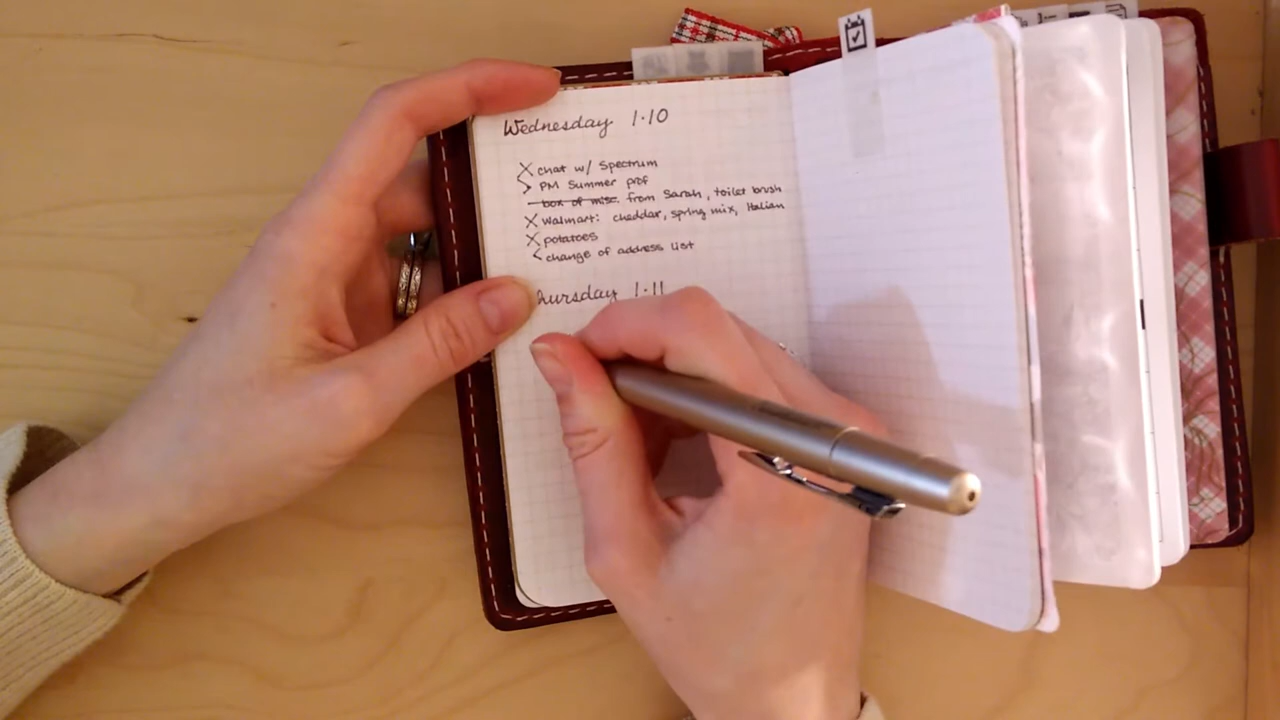 Wednesday 1·10
X chat w/ Spectrum
> PM Summer prof
box of misc. from Sarah, toilet brush
X Walmart: cheddar, spring mix, Italian
X potatoes
< change of address list
hursday 1·11